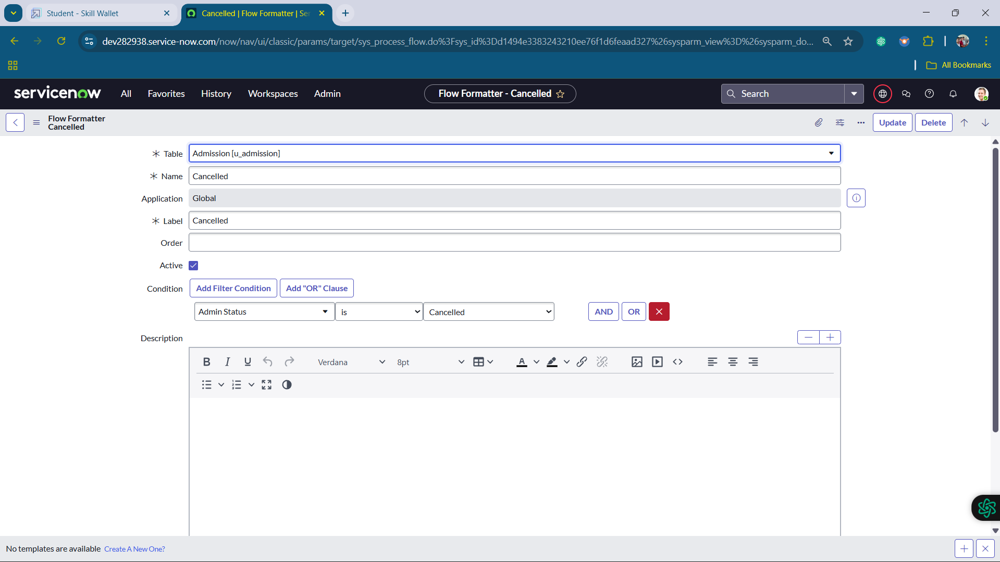 Student - Skill Wallet
Cancelled | Flow Formatter | Ser
dev282938.service-now.com/now/nav/ui/classic/params/target/sys_process_flow.do%3Fsys_id%3Dd1494e3383243210ee76f1d6feaad327%26sysparm_view%3D%26sysparm_do...
All Bookmarks
servicenow
All
Favorites
History
Workspaces
Admin
Flow Formatter - Cancelled
Search
Flow Formatter
Cancelled
Update
Delete
Table
Admission [u_admission]
Name
Cancelled
Application
Global
Label
Cancelled
Order
Active
Condition
Add Filter Condition
Add "OR" Clause
Admin Status
is
Cancelled
AND
OR
Description
Verdana
8pt
No templates are available Create A New One?